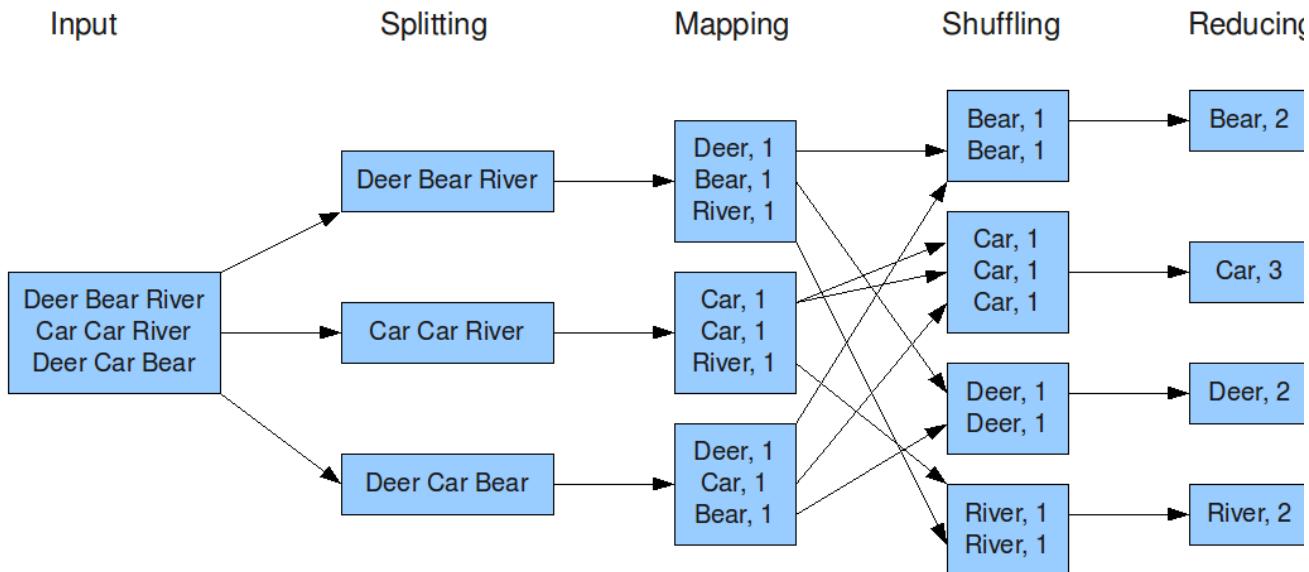 Input
Splitting
Mapping
Shuffling
Reducing
Deer Bear River
Car Car River
Deer Car Bear
Deer Bear River
Car Car River
Deer Car Bear
Deer, 1
Bear, 1
River, 1
Car, 1
Car, 1
River, 1
Deer, 1
Car, 1
Bear, 1
Bear, 1
Bear, 1
Car, 1
Car, 1
Car, 1
Deer, 1
Deer, 1
River, 1
River, 1
Bear, 2
Car, 3
Deer, 2
River, 2